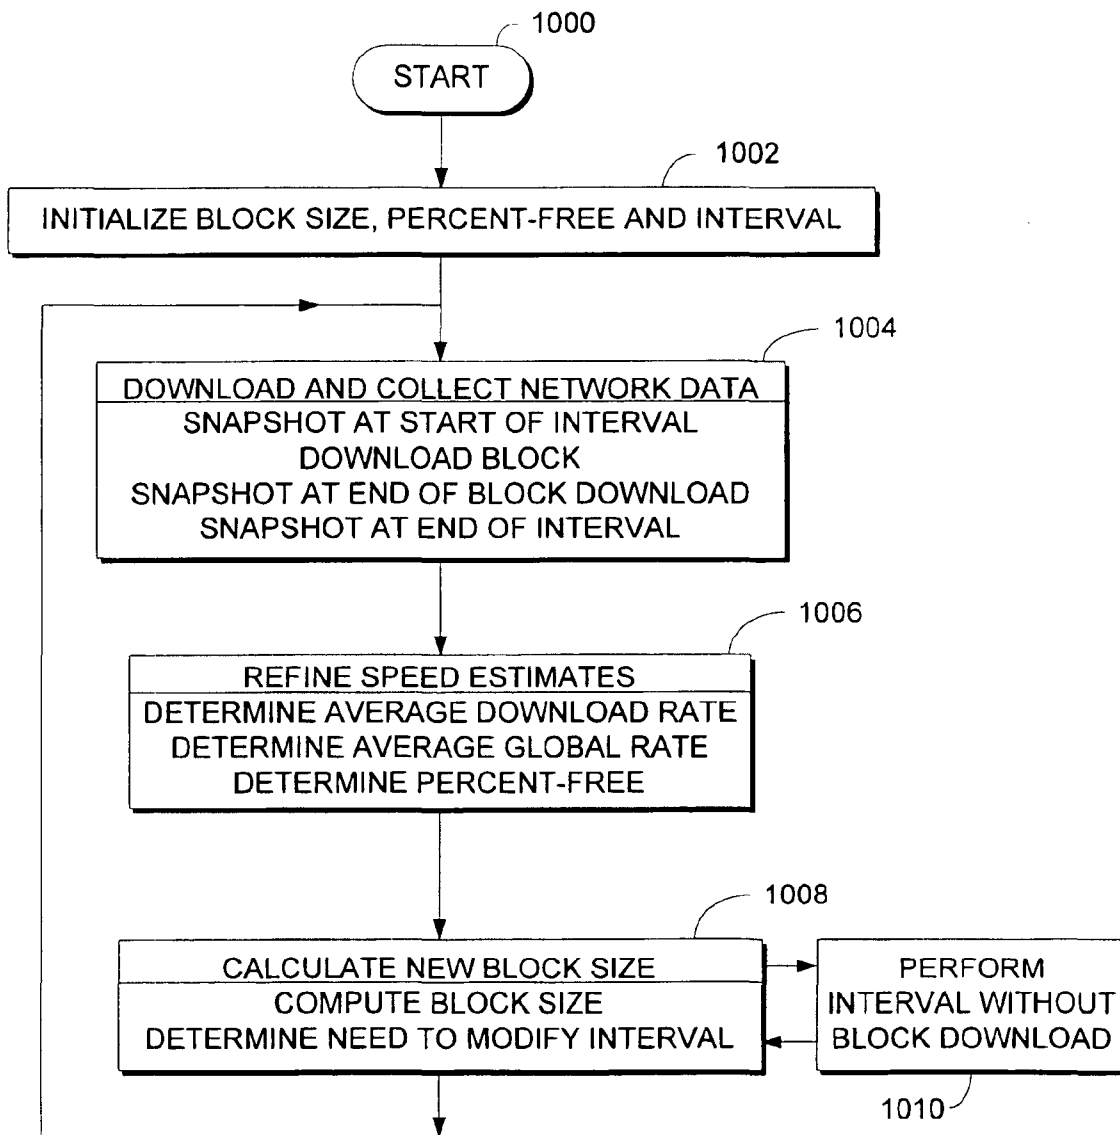 1000
START
1002
INITIALIZE BLOCK SIZE, PERCENT-FREE AND INTERVAL
1004
DOWNLOAD AND COLLECT NETWORK DATA
SNAPSHOT AT START OF INTERVAL
DOWNLOAD BLOCK
SNAPSHOT AT END OF BLOCK DOWNLOAD
SNAPSHOT AT END OF INTERVAL
1006
REFINE SPEED ESTIMATES
DETERMINE AVERAGE DOWNLOAD RATE
DETERMINE AVERAGE GLOBAL RATE
DETERMINE PERCENT-FREE
1008
CALCULATE NEW BLOCK SIZE
COMPUTE BLOCK SIZE
DETERMINE NEED TO MODIFY INTERVAL
PERFORM
INTERVAL WITHOUT
BLOCK DOWNLOAD
1010